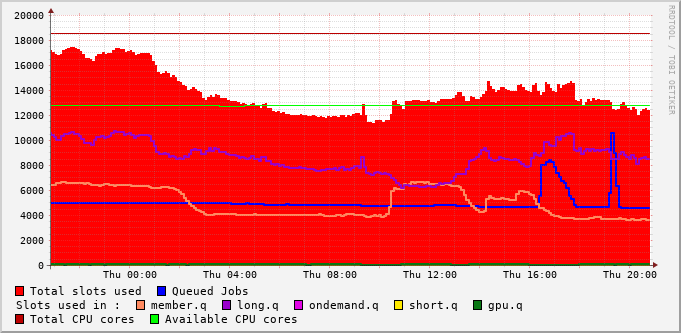 20000
18000
16000
14000
12000
10000
8000
6000
4000
2000
0
Thu 00:00 Thu 04:00 Thu 08:00 Thu 12:00 Thu 16:00 Thu 20:00
Total slots used Queued Jobs
Slots used in : member.q long.q ondemand.q short.q gpu.q
Total CPU cores Available CPU cores
RRDTOOL / TOBI OETIKER